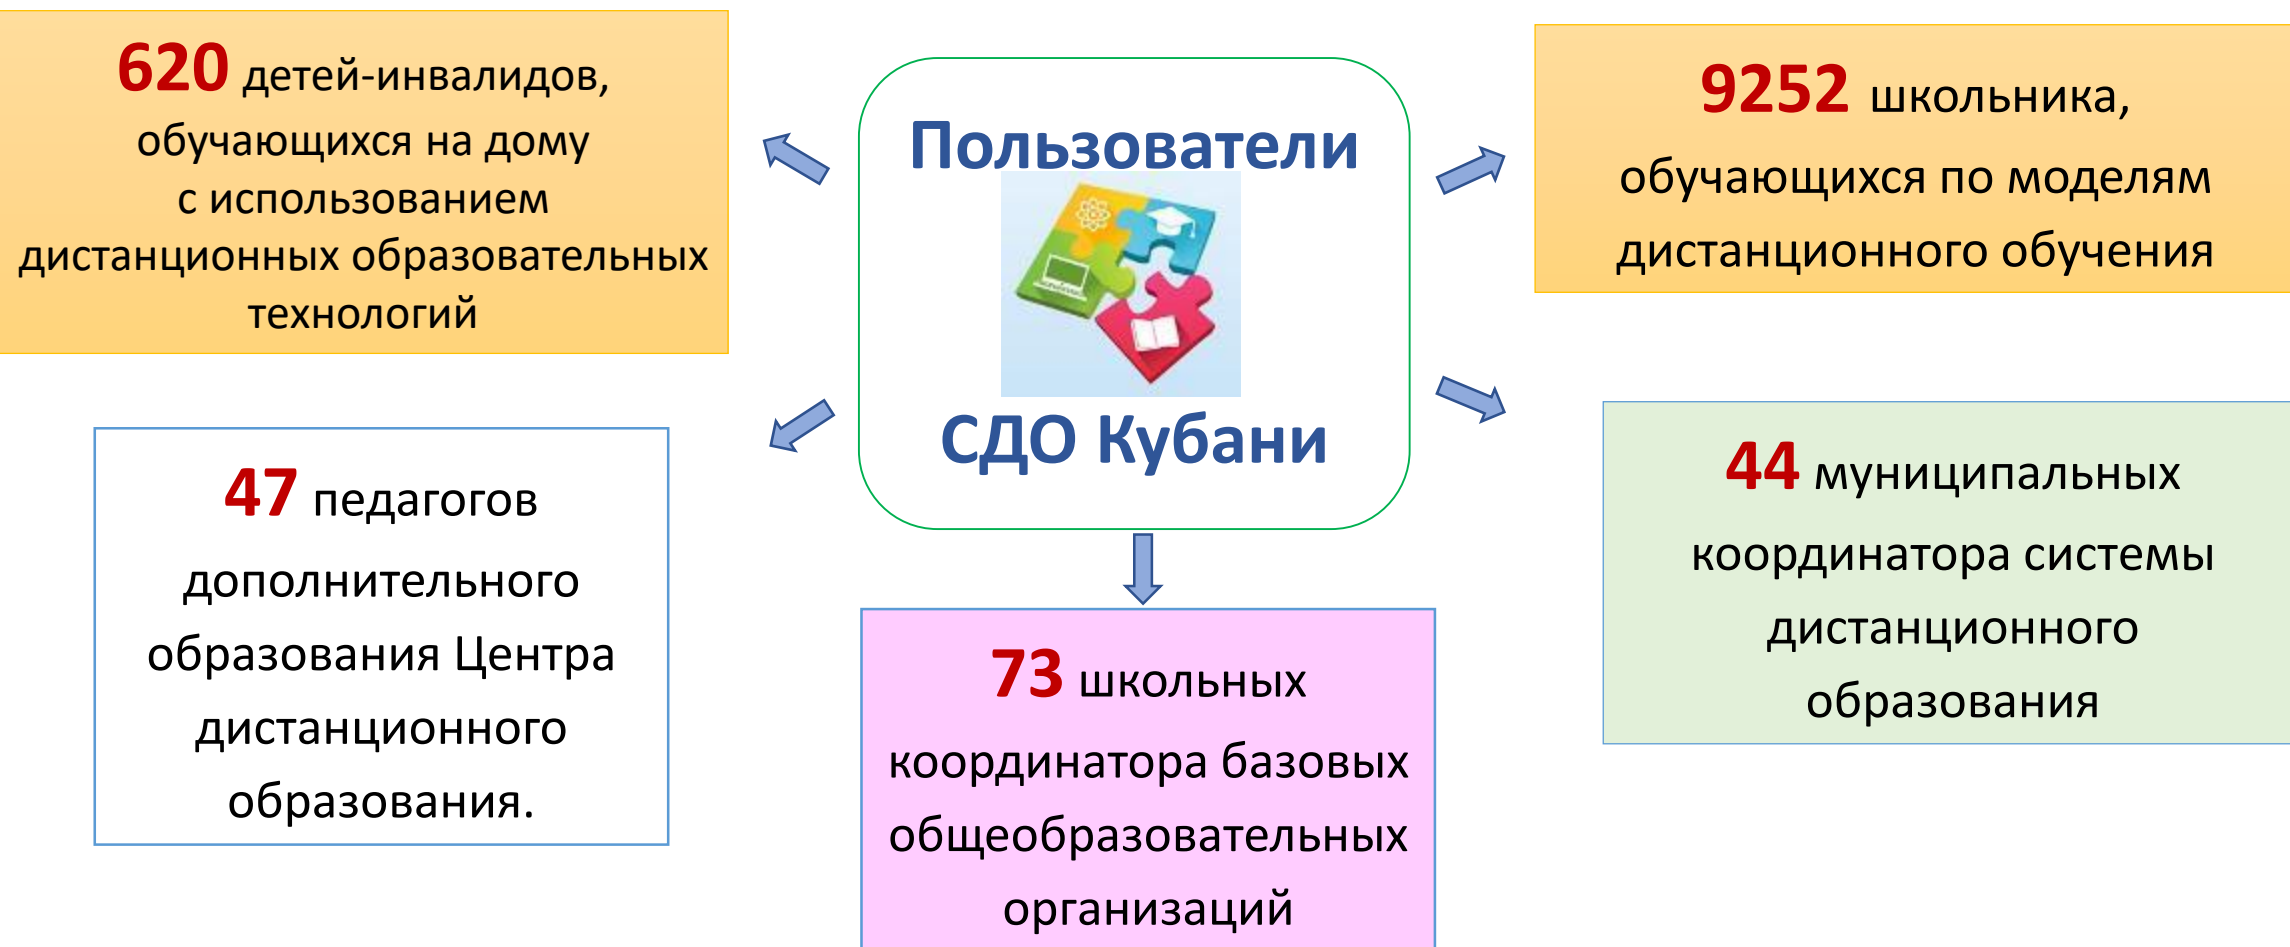 620 детей-инвалидов,
обучающихся на дому
с использованием
дистанционных образовательных
технологий
Пользователи
СДО Кубани
9252 школьника,
обучающихся по моделям
дистанционного обучения
47 педагогов
дополнительного
образования Центра
дистанционного
образования.
73 школьных
координатора базовых
общеобразовательных
организаций
44 муниципальных
координатора системы
дистанционного
образования